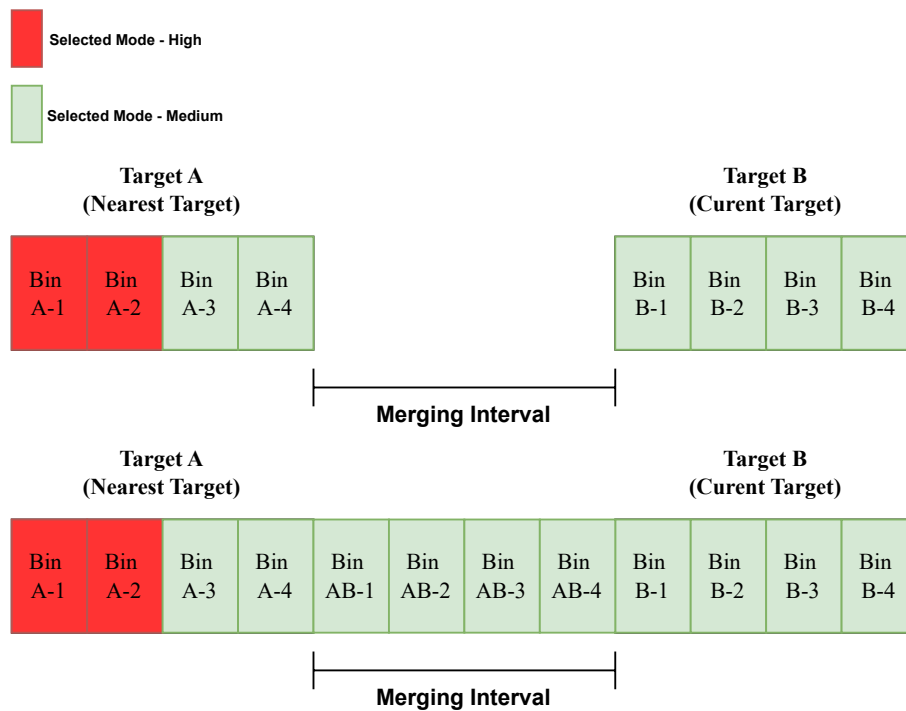 Selected Mode - High
Selected Mode - Medium
Target A
(Nearest Target)
Target B
(Curent Target)
Bin A-1
Bin A-2
Bin A-3
Bin A-4
Bin B-1
Bin B-2
Bin B-3
Bin B-4
Merging Interval
Target A
(Nearest Target)
Target B
(Curent Target)
Bin A-1
Bin A-2
Bin A-3
Bin A-4
Bin AB-1
Bin AB-2
Bin AB-3
Bin AB-4
Bin B-1
Bin B-2
Bin B-3
Bin B-4
Merging Interval